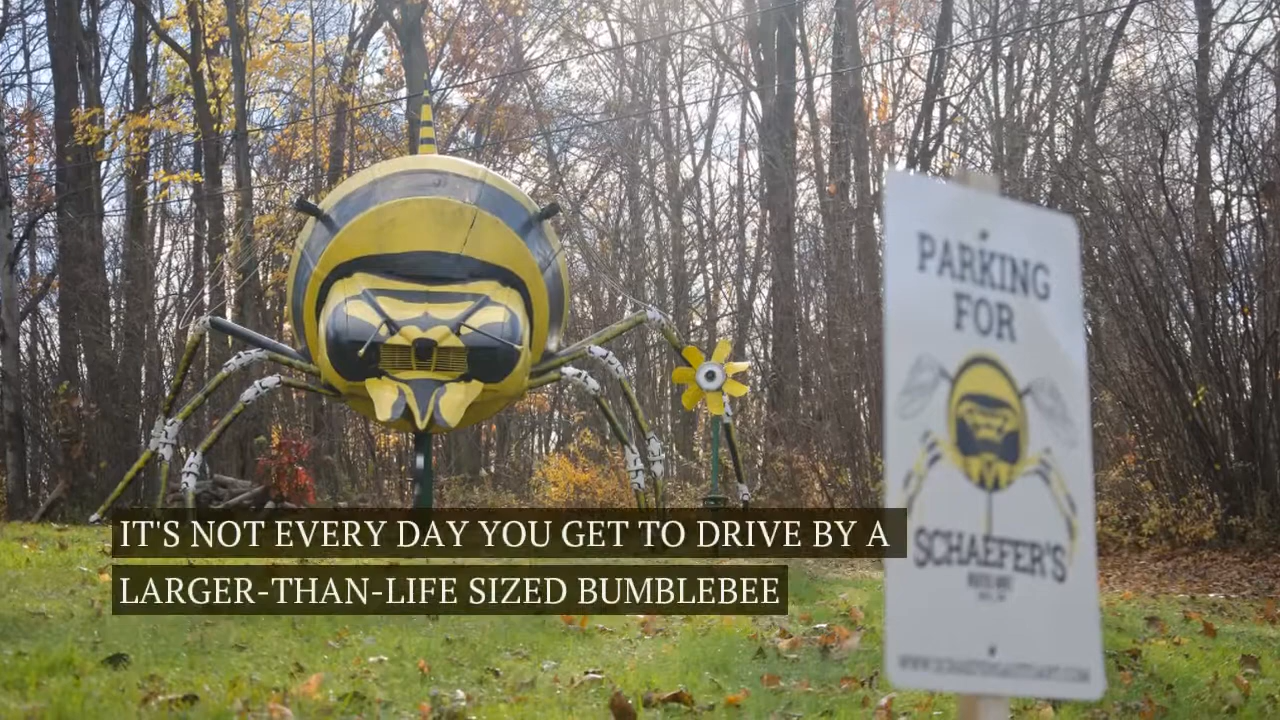 PARKING
FOR
SCHAEFER'S
IT'S NOT EVERY DAY YOU GET TO DRIVE BY A
LARGER-THAN-LIFE SIZED BUMBLEBEE